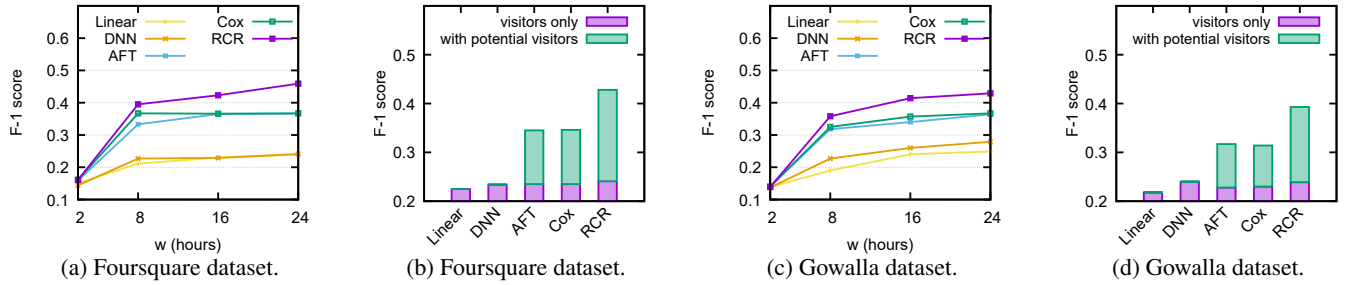 Linear
DNN
AFT
Cox
RCR
F-1 score
0.6
0.5
0.4
0.3
0.2
0.1
2
8
16
24
w (hours)
(a) Foursquare dataset.
visitors only
with potential visitors
F-1 score
0.5
0.4
0.3
0.2
Linear
DNN
AFT
Cox
RCR
(b) Foursquare dataset.
Linear
DNN
AFT
Cox
RCR
F-1 score
0.6
0.5
0.4
0.3
0.2
0.1
2
8
16
24
w (hours)
(c) Gowalla dataset.
visitors only
with potential visitors
F-1 score
0.5
0.4
0.3
0.2
Linear
DNN
AFT
Cox
RCR
(d) Gowalla dataset.